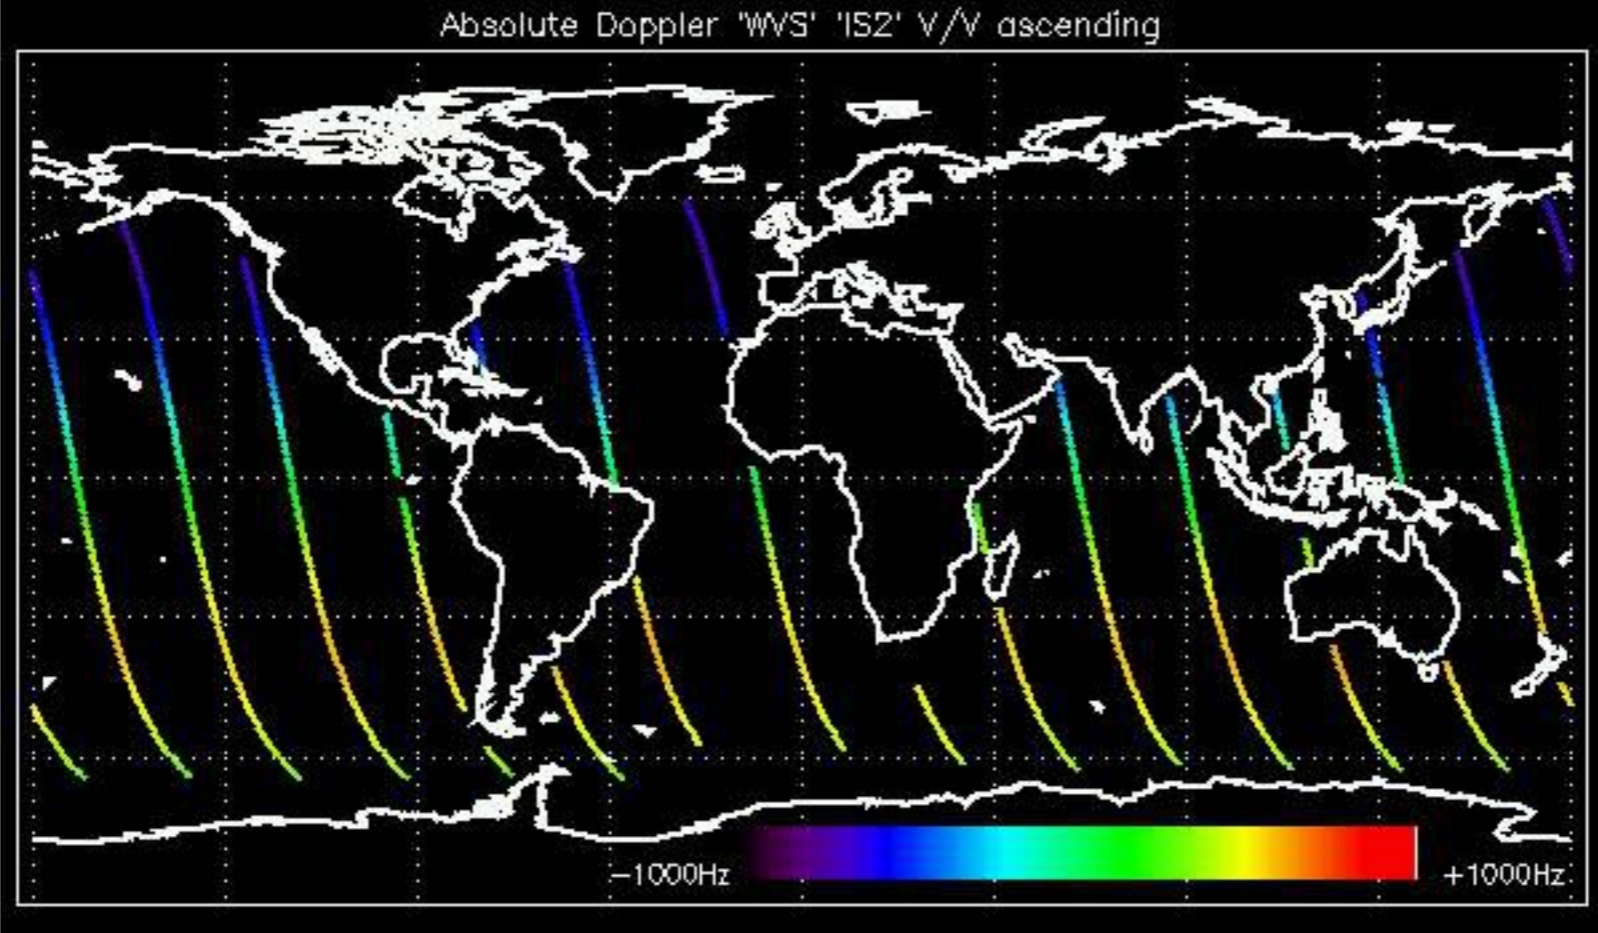 Absolute Doppler 'WVS' 'IS2' V/V ascending
-1000Hz
+1000Hz